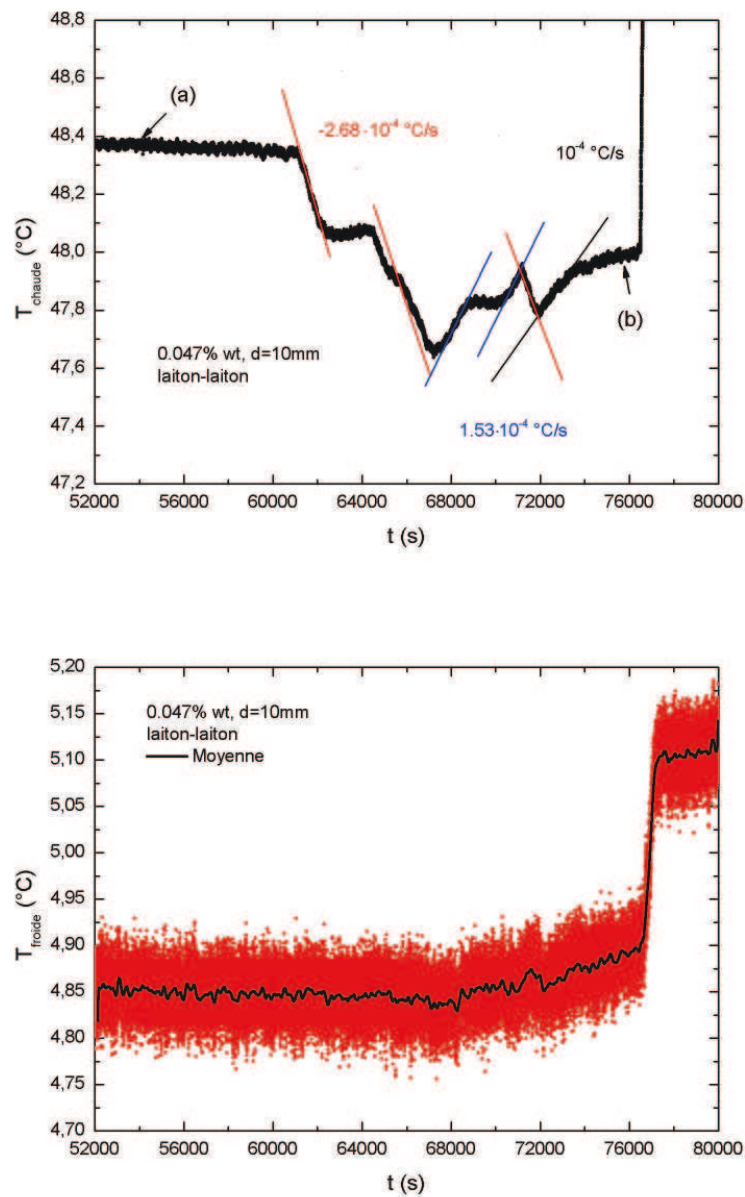 48,8
48,6
48,4
48,2
48,0
47,8
47,6
47,4
47,2
T chaude (°C)
(a)
-2.68·10⁻⁴ °C/s
10⁻⁴ °C/s
(b)
0.047% wt, d=10mm
laiton-laiton
1.53·10⁻⁴ °C/s
52000 56000 60000 64000 68000 72000 76000 80000
t (s)
5,20
5,15
5,10
5,05
5,00
4,95
4,90
4,85
4,80
4,75
4,70
T froide (°C)
0.047% wt, d=10mm
laiton-laiton
Moyenne
52000 56000 60000 64000 68000 72000 76000 80000
t (s)